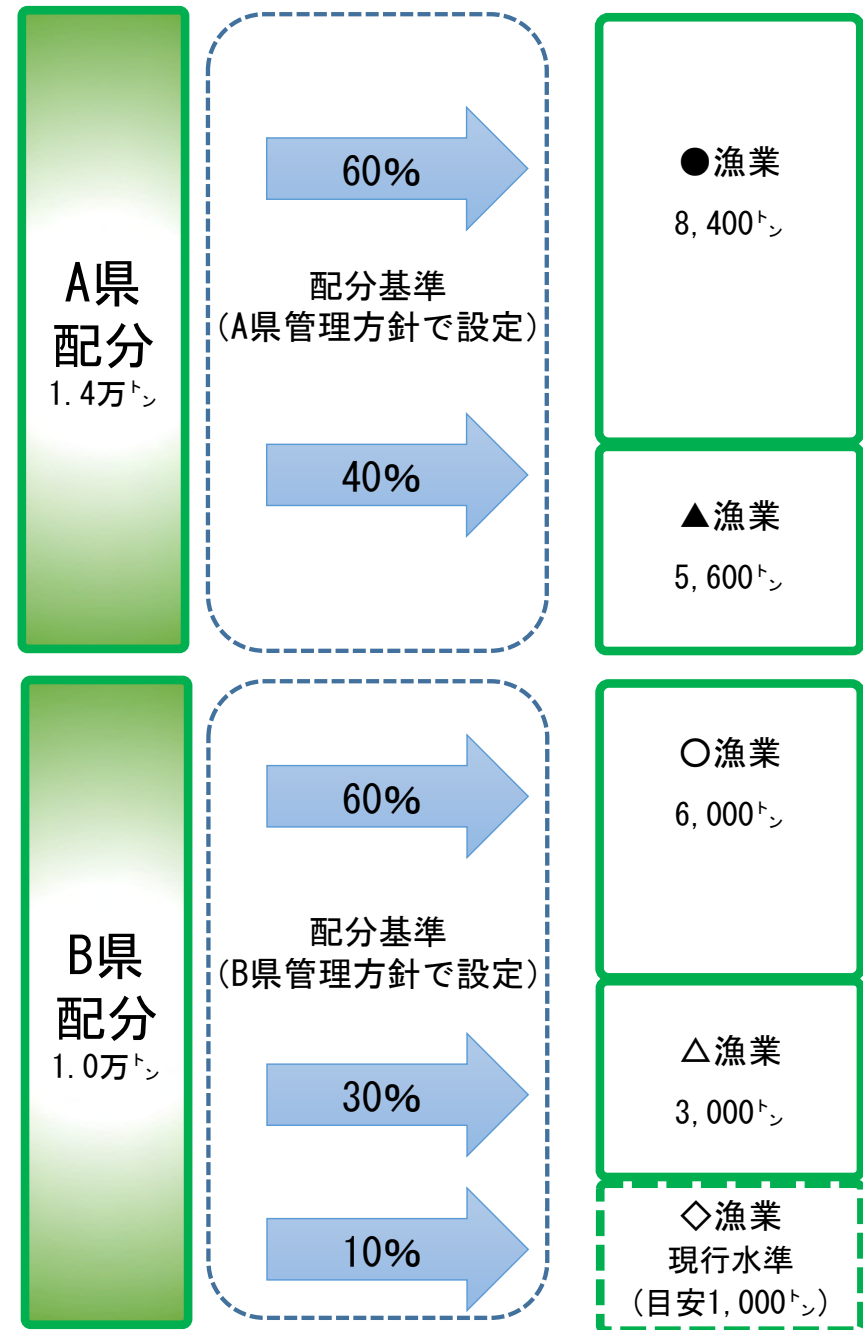 A県
配分
1.4万㌧
60%
配分基準
(A県管理方針で設定)
40%
●漁業
8,400㌧
▲漁業
5,600㌧
B県
配分
1.0万㌧
60%
配分基準
(B県管理方針で設定)
30%
10%
○漁業
6,000㌧
△漁業
3,000㌧
◇漁業
現行水準
(目安1,000㌧)